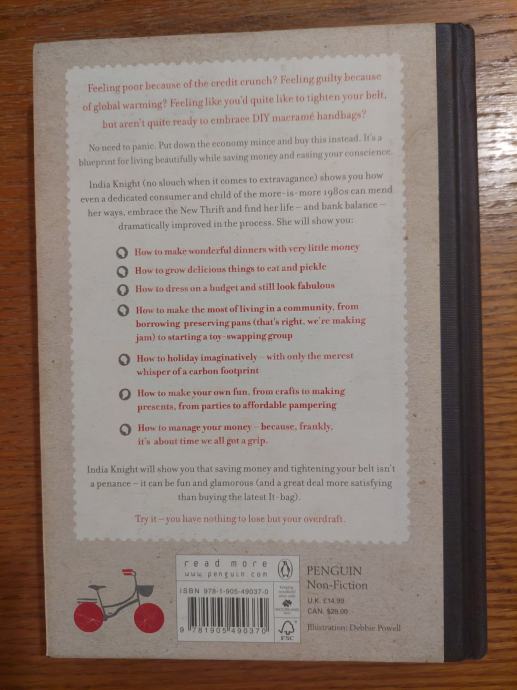 Feeling poor because of the credit crunch? Feeling guilty because
of global warming? Feeling like you'd quite like to tighten your belt,
but aren't quite ready to embrace DIY macramé handbags?
No need to panic. Put down the economy mince and buy this instead. It's a
blueprint for living beautifully while saving money and easing your conscience.
India Knight (no slouch when it comes to extravagance) shows you how
even a dedicated consumer and child of the more-is-more 1980s can mend
her ways, embrace the New Thrift and find her life – and bank balance –
dramatically improved in the process. She will show you:
How to make wonderful dinners with very little money
How to grow delicious things to eat and pickle
How to dress on a budget and still look fabulous
How to make the most of living in a community, from
borrowing preserving pans (that's right, we're making
jam) to starting a toy-swapping group
How to holiday imaginatively – with only the merest
whisper of a carbon footprint
How to make your own fun, from crafts to making
presents, from parties to affordable pampering
How to manage your money – because, frankly,
it's about time we all got a grip.
India Knight will show you that saving money and tightening your belt isn't
a penance – it can be fun and glamorous (and a great deal more satisfying
than buying the latest It-bag).
Try it – you have nothing to lose but your overdraft.
read more
www.penguin.com
ISBN 978-1-905-49037-0
9 781905 490370
FSC
PENGUIN
Non-Fiction
U.K. £14.99
CAN. $29.00
Illustration: Debbie Powell